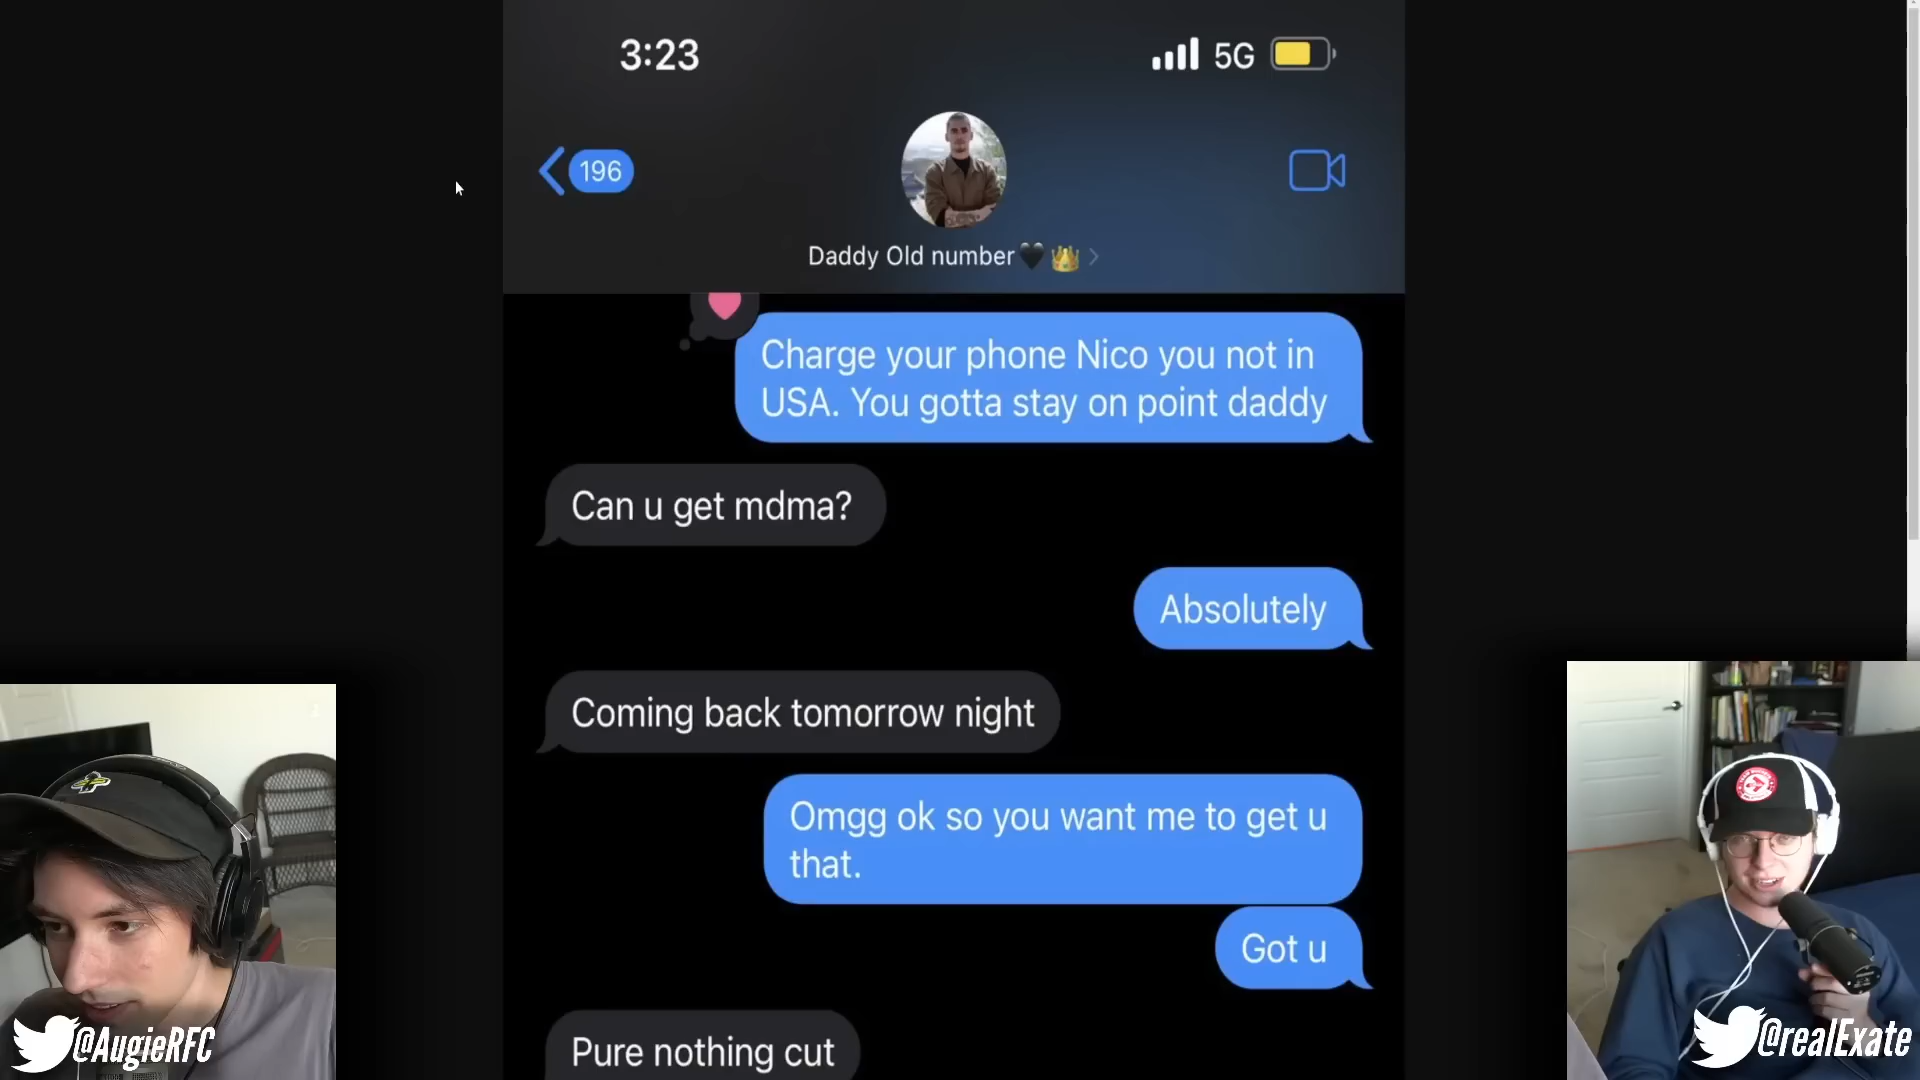 3:23
5G
196
Daddy Old number🖤👑
Charge your phone Nico you not in
USA. You gotta stay on point daddy
Can u get mdma?
Absolutely
Coming back tomorrow night
Omgg ok so you want me to get u
that.
Got u
Pure nothing cut
@AugieRFC
@realExate